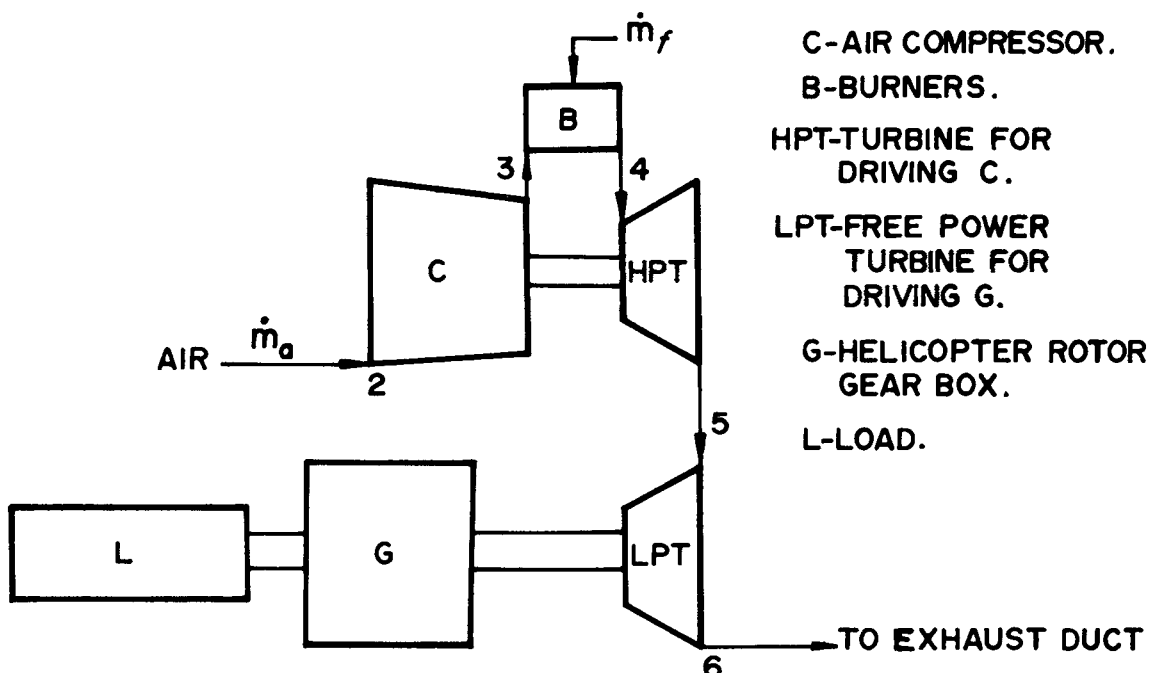 ṁf
C-AIR COMPRESSOR.
B-BURNERS.
B
HPT-TURBINE FOR
DRIVING C.
3
4
LPT-FREE POWER
TURBINE FOR
DRIVING G.
C
HPT
ṁa
AIR
2
G-HELICOPTER ROTOR
GEAR BOX.
5
L-LOAD.
L
G
LPT
6
TO EXHAUST DUCT